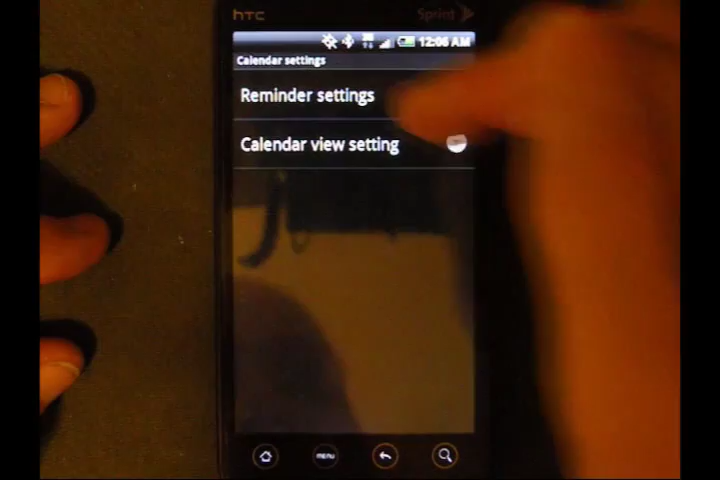 hTC Sprint
12:06 AM
Calendar settings
Reminder settings
Calendar view setting
MENU